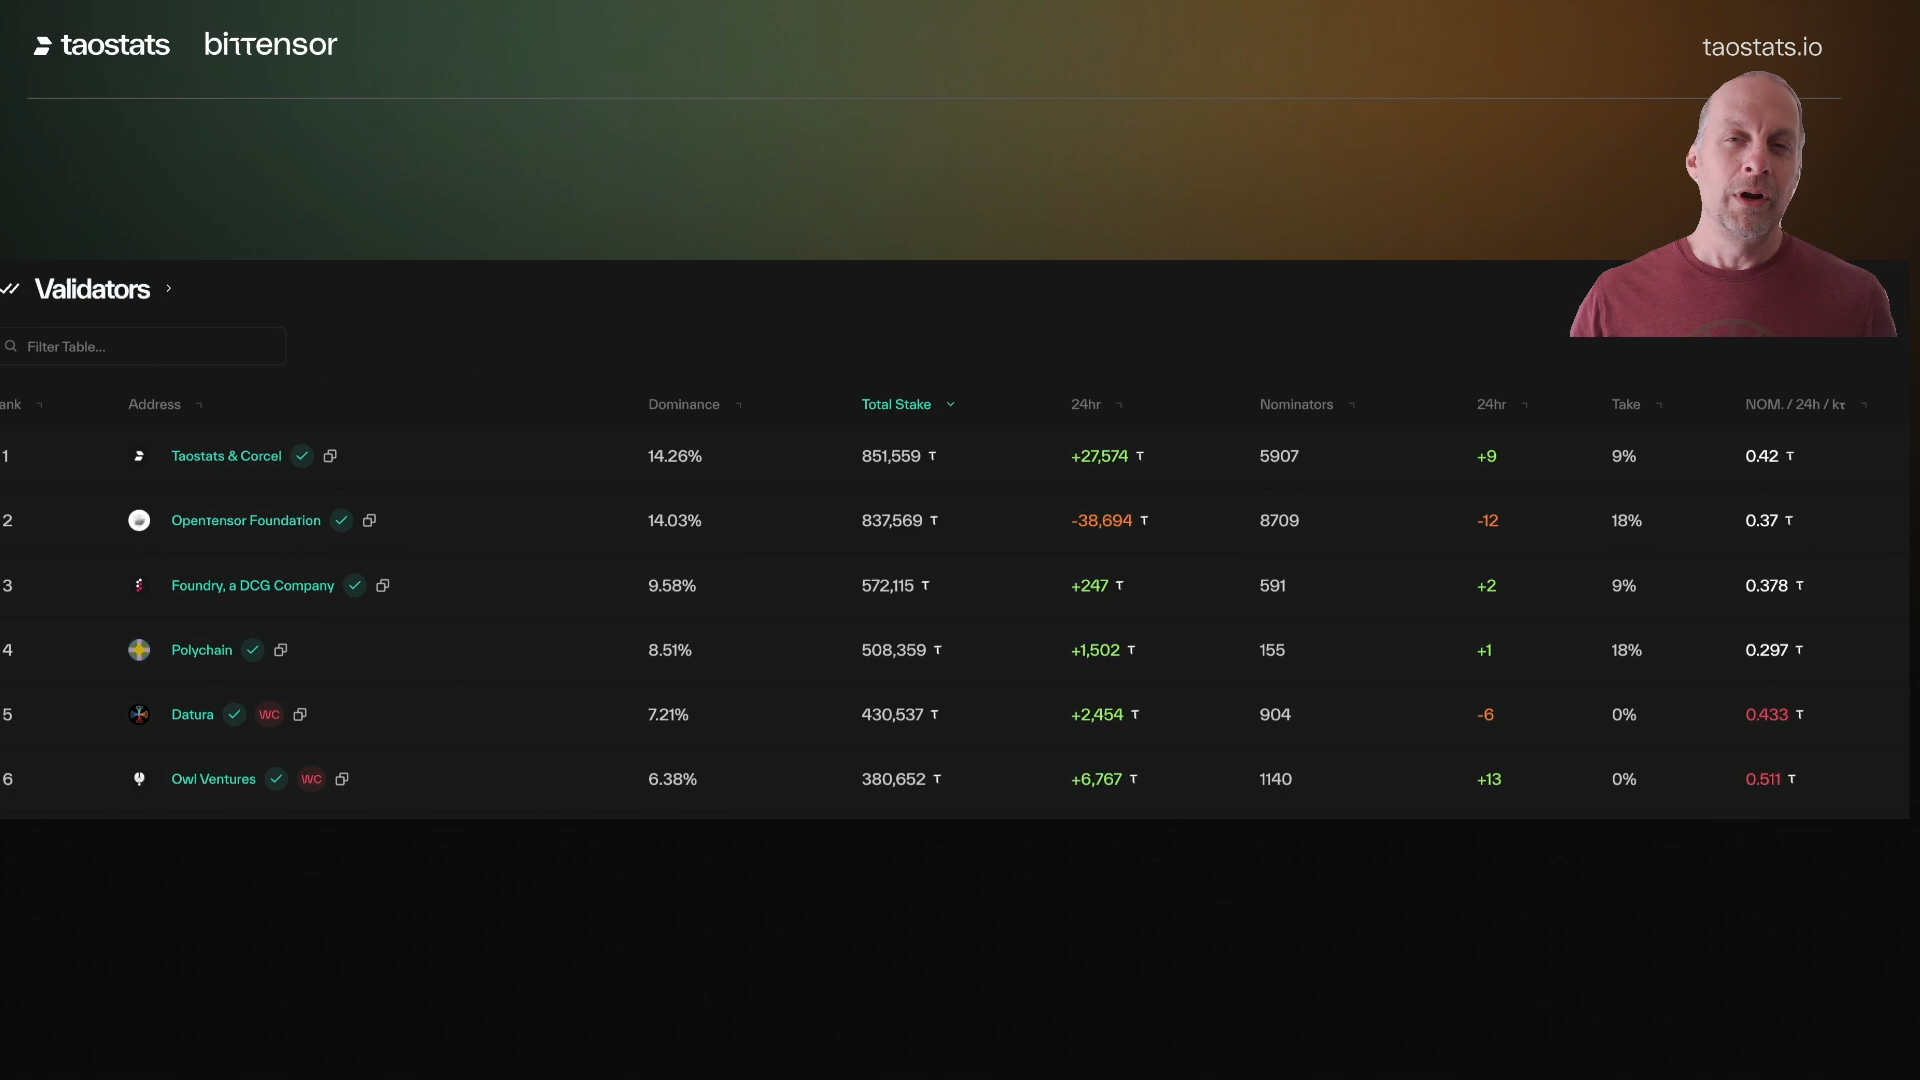 taostats biττensor taostats.io
Validators
Filter Table...
ank Address Dominance Total Stake 24hr Nominators 24hr Take NOM. / 24h / kτ
1 Taostats & Corcel 14.26% 851,559 τ +27,574 τ 5907 +9 9% 0.42 τ
2 Openτensor Foundaτion 14.03% 837,569 τ -38,694 τ 8709 -12 18% 0.37 τ
3 Foundry, a DCG Company 9.58% 572,115 τ +247 τ 591 +2 9% 0.378 τ
4 Polychain 8.51% 508,359 τ +1,502 τ 155 +1 18% 0.297 τ
5 Datura WC 7.21% 430,537 τ +2,454 τ 904 -6 0% 0.433 τ
6 Owl Ventures WC 6.38% 380,652 τ +6,767 τ 1140 +13 0% 0.511 τ